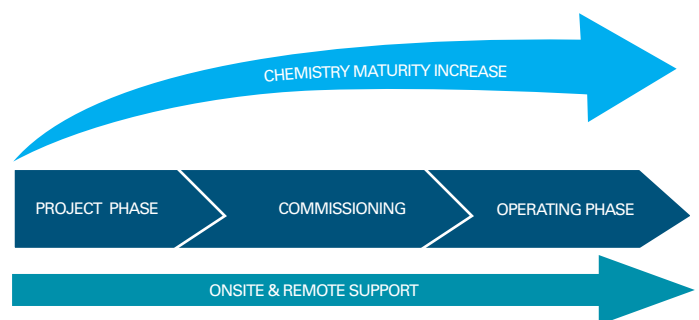 CHEMISTRY MATURITY INCREASE
PROJECT PHASE
COMMISSIONING
OPERATING PHASE
ONSITE & REMOTE SUPPORT